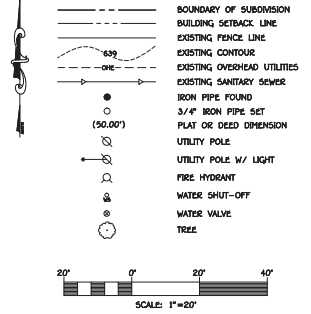 BOUNDARY OF SUBDIVISION
BUILDING SETBACK LINE
EXISTING FENCE LINE
639 EXISTING CONTOUR
OHE EXISTING OVERHEAD UTILITIES
EXISTING SANITARY SEWER
IRON PIPE FOUND
3/4" IRON PIPE SET
(50.00') PLAT OR DEED DIMENSION
UTILITY POLE
UTILITY POLE W/ LIGHT
FIRE HYDRANT
WATER SHUT-OFF
WATER VALVE
TREE
20' 0' 20' 40'
SCALE: 1"=20'